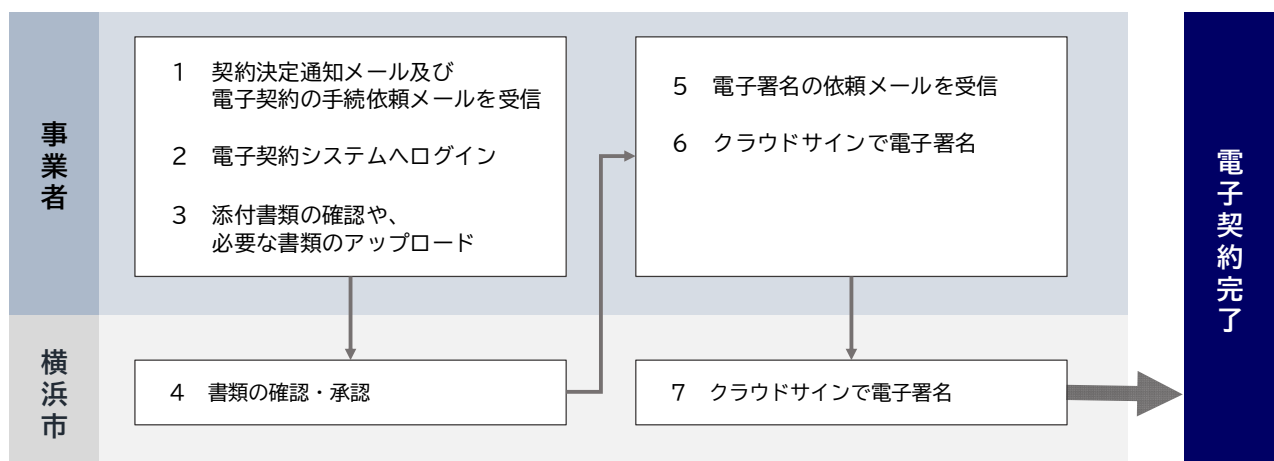 事業者
1 契約決定通知メール及び
電子契約の手続依頼メールを受信
2 電子契約システムへログイン
3 添付書類の確認や、
必要な書類のアップロード
5 電子署名の依頼メールを受信
6 クラウドサインで電子署名
横浜市
4 書類の確認・承認
7 クラウドサインで電子署名
電子契約完了